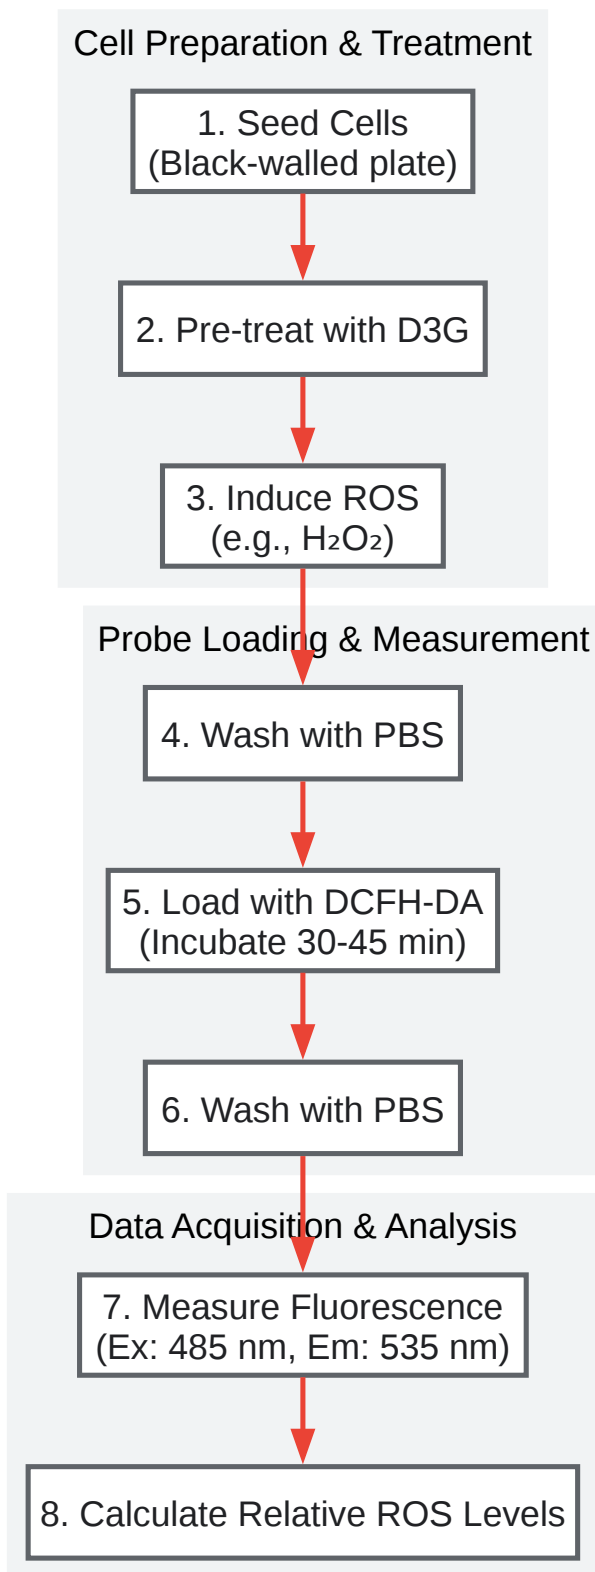 Cell Preparation & Treatment
1. Seed Cells
(Black-walled plate)
2. Pre-treat with D3G
3. Induce ROS
(e.g., H₂O₂)
Probe Loading & Measurement
4. Wash with PBS
5. Load with DCFH-DA
(Incubate 30-45 min)
6. Wash with PBS
Data Acquisition & Analysis
7. Measure Fluorescence
(Ex: 485 nm, Em: 535 nm)
8. Calculate Relative ROS Levels